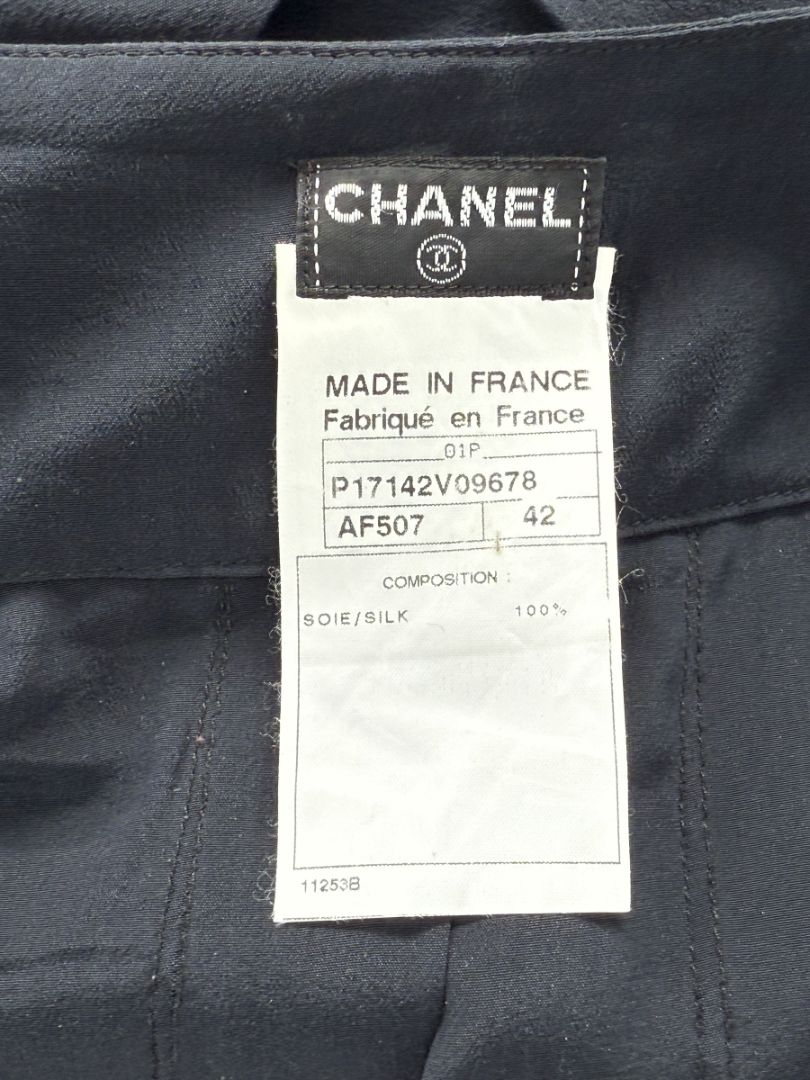 CHANEL
MADE IN FRANCE
Fabriqué en France
01P
P17142V09678
AF507 42
COMPOSITION :
SOIE/SILK 100%
11253B